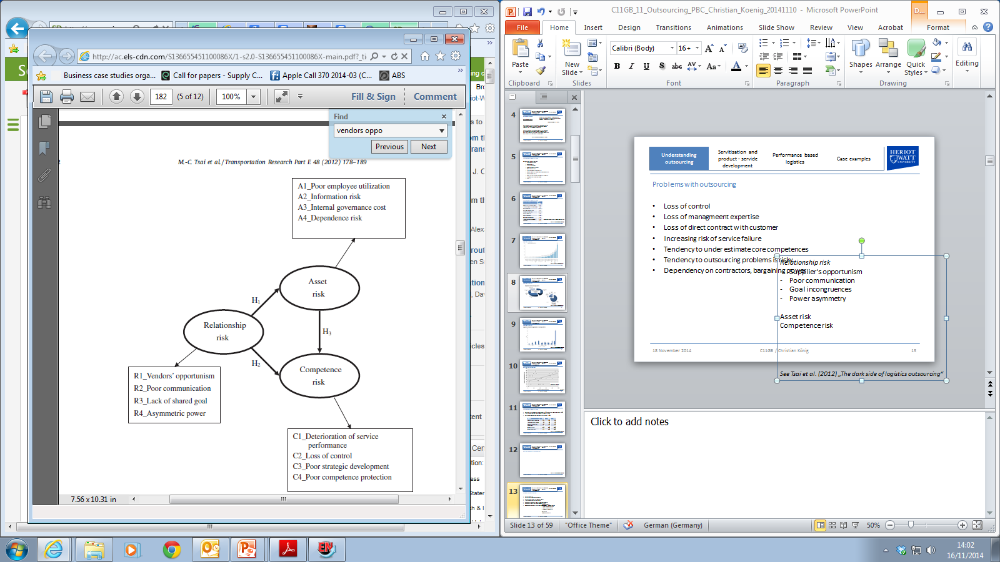 http://ac.els-cdn.com/S136655451100086X/1-s2.0-S136655451100086X-main.pdf?_ti
Business case studies orga...
Call for papers - Supply C...
Apple Call 370 2014-03 (C...
ABS
182
(5 of 12)
100%
Fill & Sign
Comment
Find
vendors oppo
Previous
Next
M.-C. Tsai et al. / Transportation Research Part E 48 (2012) 178–189
A1_Poor employee utilization
A2_Information risk
A3_Internal governance cost
A4_Dependence risk
Asset
risk
H1
Relationship
risk
H3
H2
Competence
risk
R1_Vendors' opportunism
R2_Poor communication
R3_Lack of shared goal
R4_Asymmetric power
C1_Deterioration of service
performance
C2_Loss of control
C3_Poor strategic development
C4_Poor competence protection
7.56 x 10.31 in
C11GB_11_Outsourcing_PBC_Christian_Koenig_20141110 - Microsoft PowerPoint
D...
File
Home
Insert
Design
Transitions
Animations
Slide Show
Review
View
Acrobat
Format
Paste
New
Slide
Calibri (Body)
16+
Shapes
Arrange
Quick
Styles
Editing
Clipboard
Slides
Font
Paragraph
Drawing
4
5
6
7
8
9
10
11
12
13
Understanding
outsourcing
Servitisation and
product - servide
development
Performance based
logistics
Case examples
HERIOT
WATT
UNIVERSITY
Problems with outsourcing
• Loss of control
• Loss of managmeent expertise
• Loss of direct contract with customer
• Increasing risk of service failure
• Tendency to under estimate core competences
• Tendency to outsourcing problems is risky
• Dependency on contractors, bargaining power
Relationship risk
- Supplier's opportunism
- Poor communication
- Goal incongruences
- Power asymmetry
Asset risk
Competence risk
18 November 2014
C11GB / Christian König
13
See Tsai et al. (2012) „The dark side of logistics outsourcing"
Click to add notes
Slide 13 of 59
"Office Theme"
German (Germany)
50%
14:02
16/11/2014